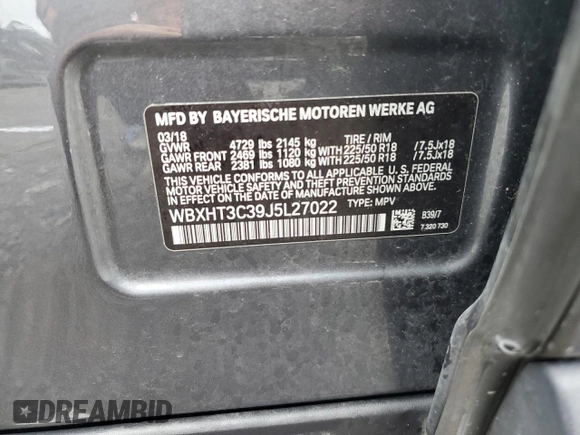 MFD BY BAYERISCHE MOTOREN WERKE AG
03/18
GVWR 4729 lbs 2145 kg TIRE / RIM
GAWR FRONT 2469 lbs 1120 kg WITH 225/50 R18 /7.5Jx18
GAWR REAR 2381 lbs 1080 kg WITH 225/50 R18 /7.5Jx18
THIS VEHICLE CONFORMS TO ALL APPLICABLE U. S. FEDERAL
MOTOR VEHICLE SAFETY, BUMPER, AND THEFT PREVENTION
STANDARDS IN EFFECT ON THE DATE OF MANUFACTURE SHOWN ABOVE.
WBXHT3C39J5L27022 TYPE: MPV
B39/7
7 320 730
DREAMBID